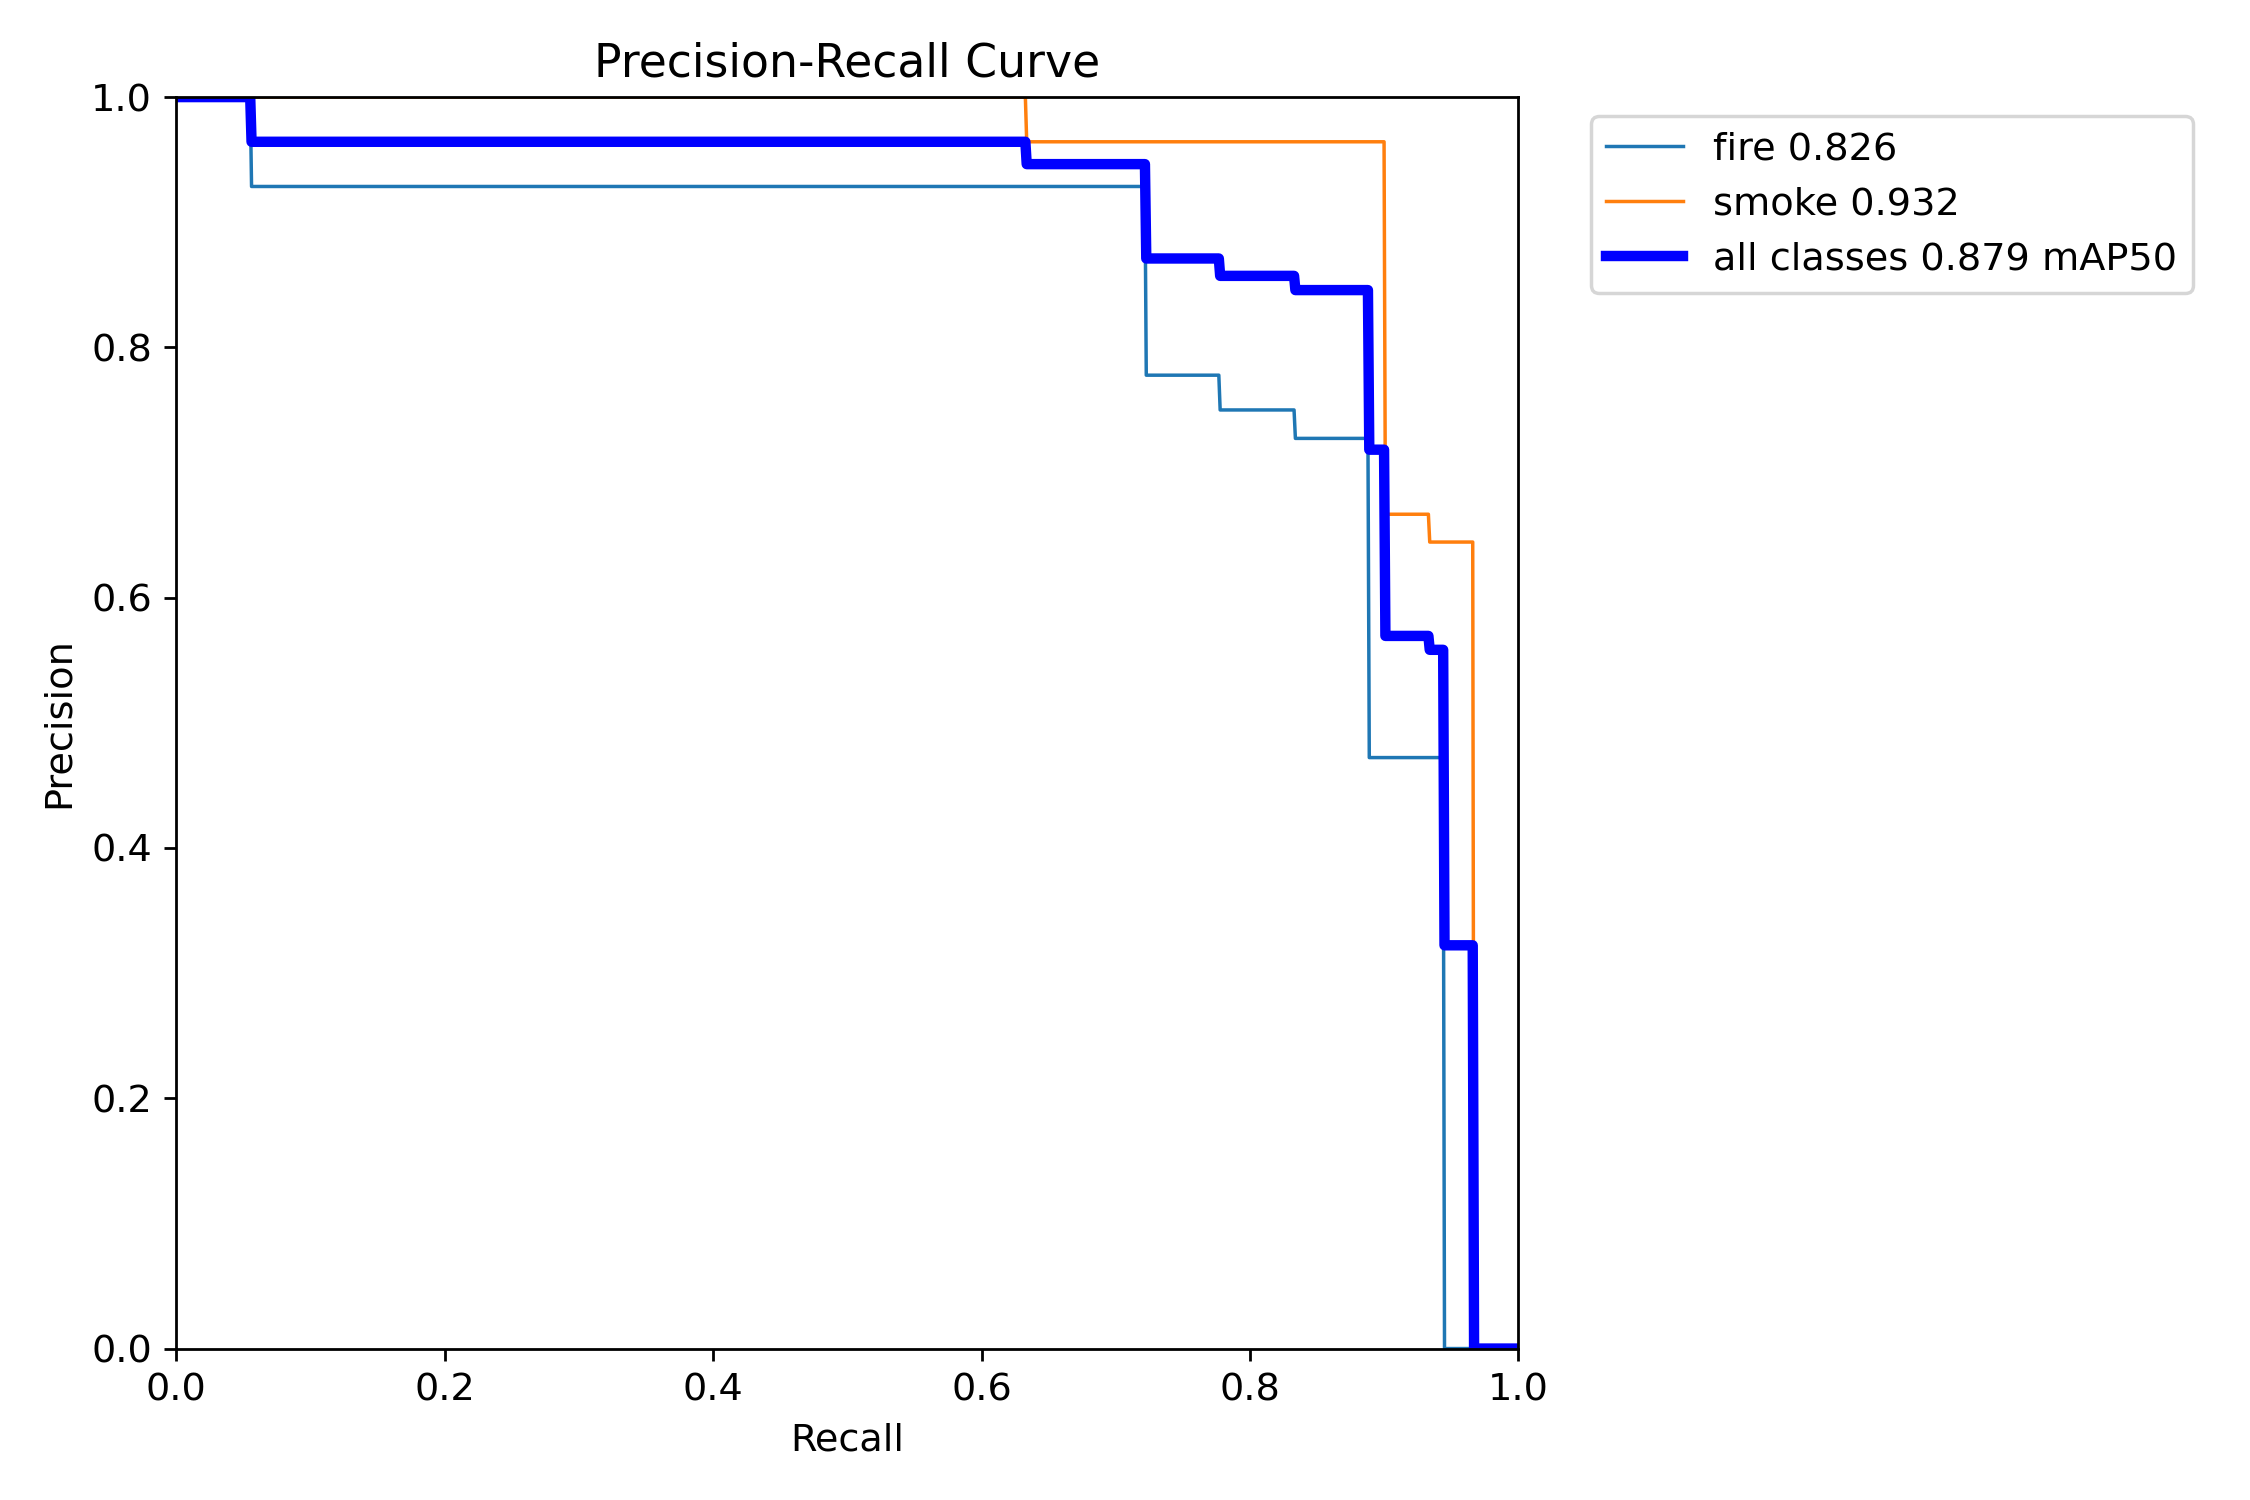 Precision-Recall Curve
1.0
0.8
0.6
0.4
0.2
0.0
Precision
0.0 0.2 0.4 0.6 0.8 1.0
Recall
fire 0.826
smoke 0.932
all classes 0.879 mAP50